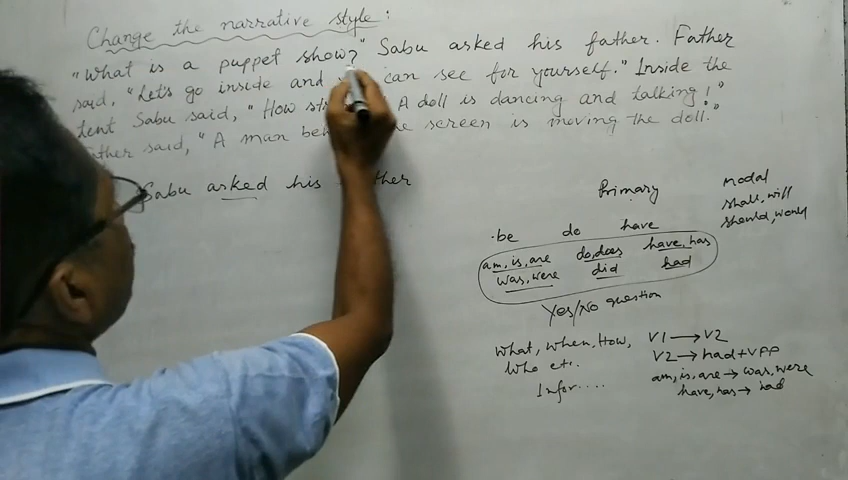 Change the narrative style:
"What is a puppet show?" Sabu asked his father. Father
said, "Let's go inside and can see for yourself." Inside the
tent Sabu said, "How A doll is dancing and talking!"
said, "A man screen is moving the doll."
Sabu asked his
Primary
modal
shall, will
should, would
be do have
am, is, are do, does have, has
was, were did had
Yes/No question
What, when, How,
Who etc.
Infor....
V1 → V2
V2 → had+VPP
am, is, are → was, were
have, has → had